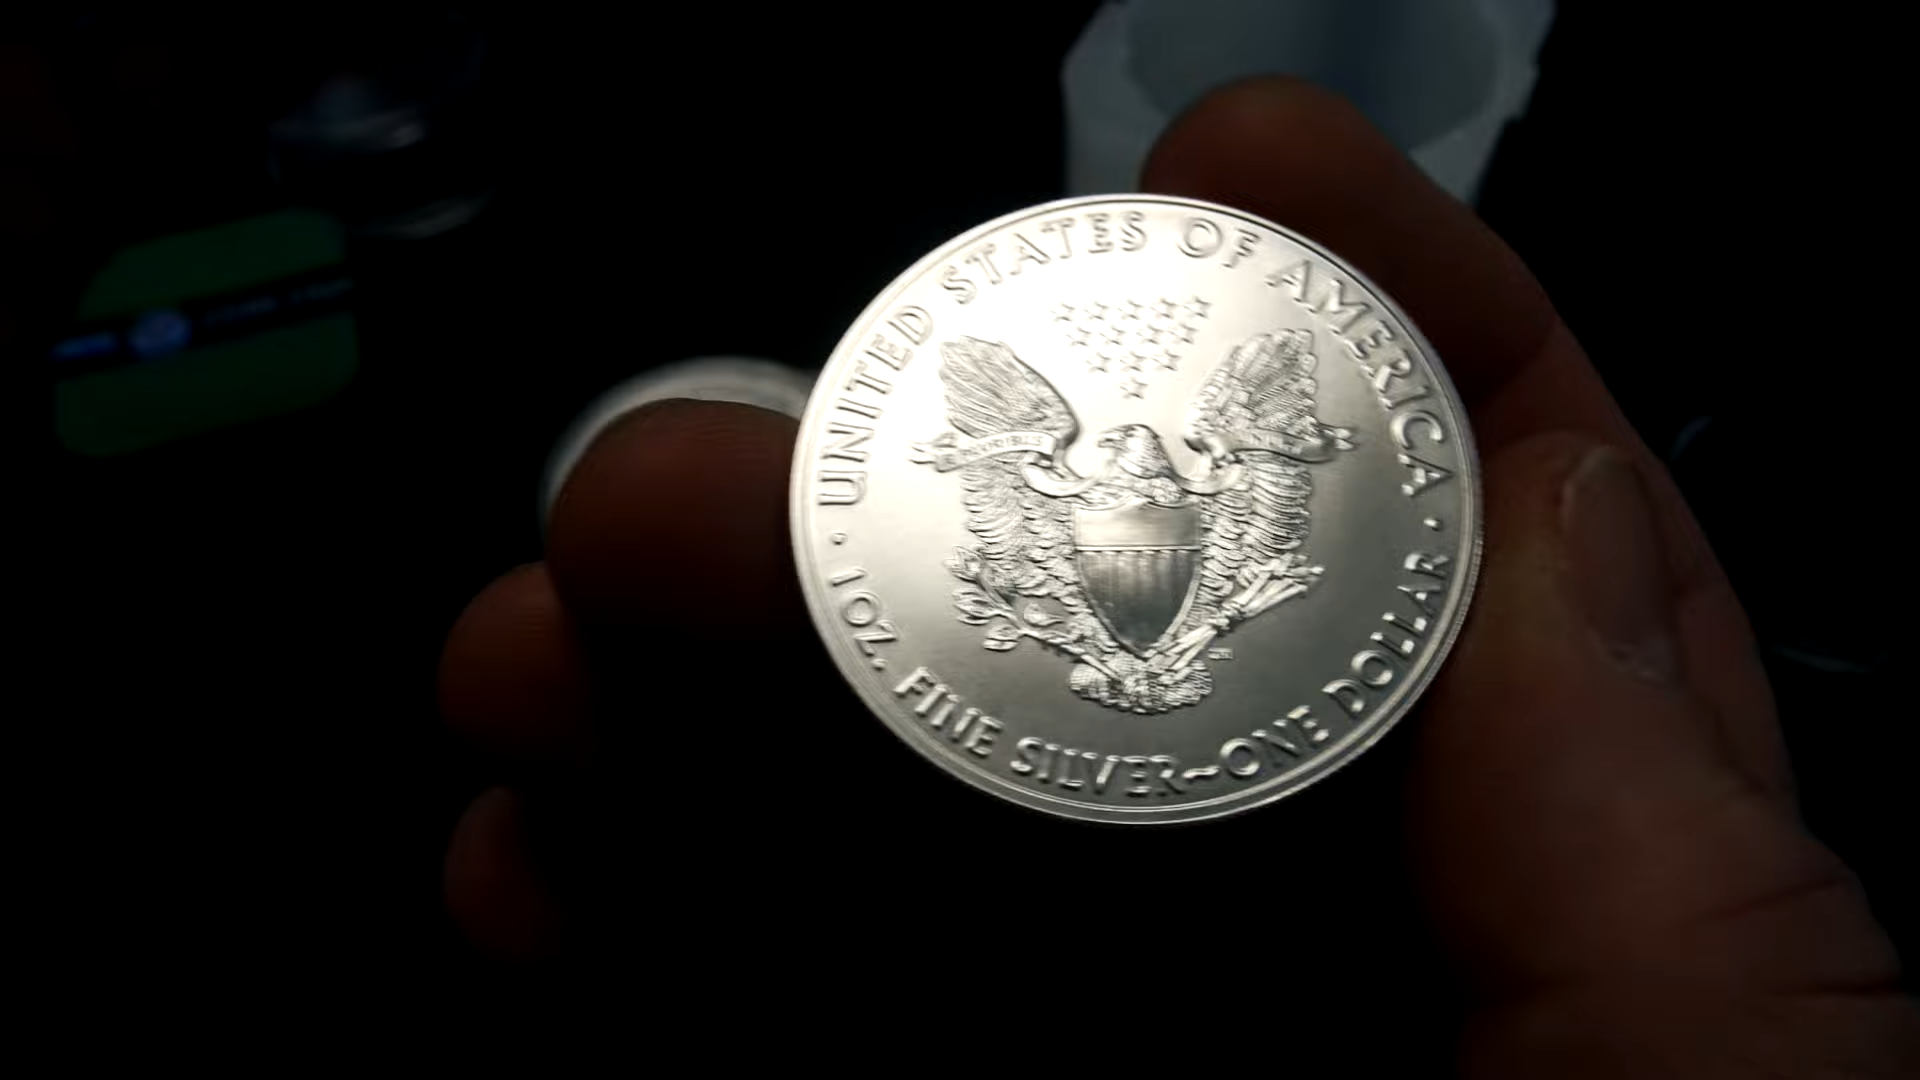 UNITED STATES OF AMERICA
1 OZ. FINE SILVER~ONE DOLLAR